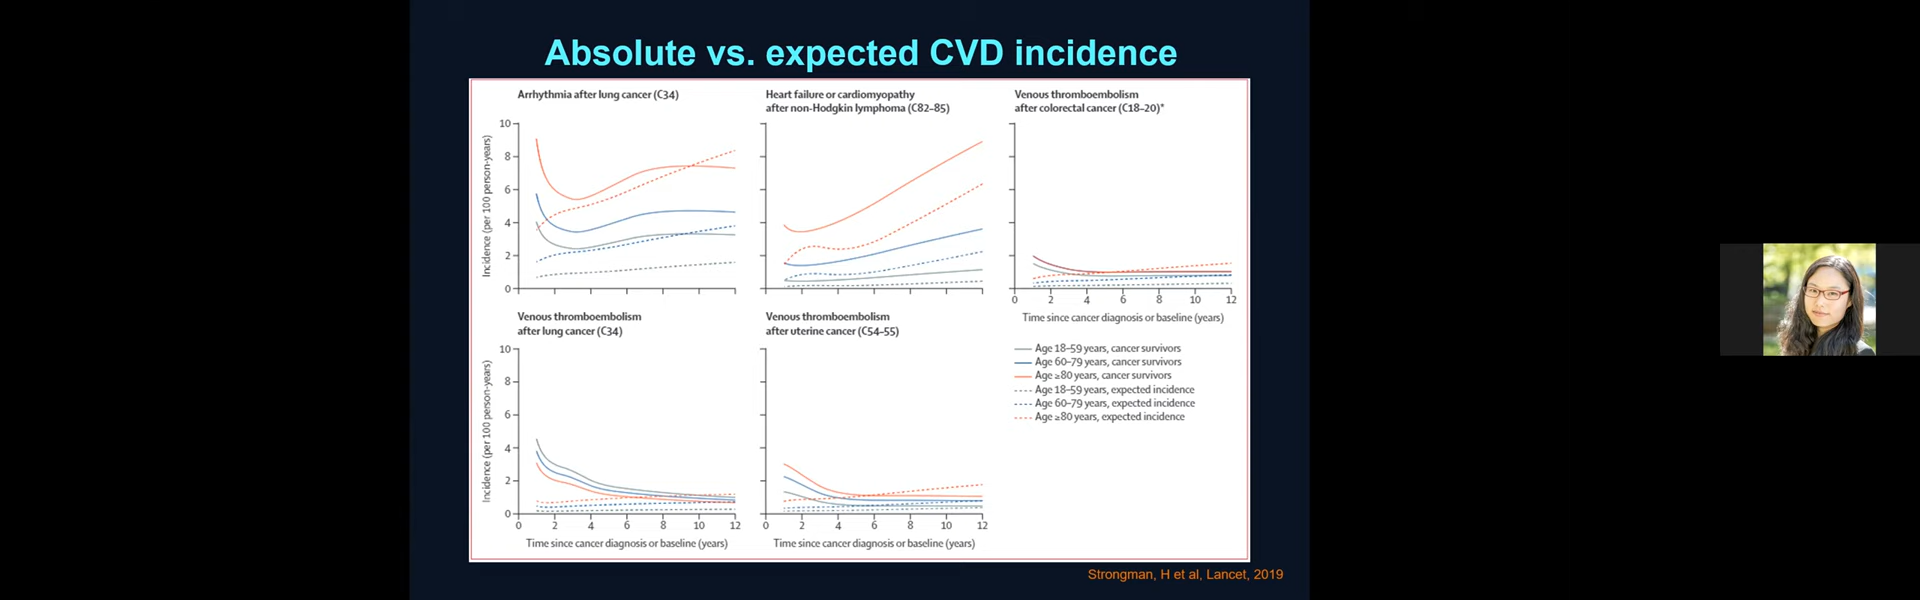 Absolute vs. expected CVD incidence
Arrhythmia after lung cancer (C34)
Incidence (per 100 person-years)
10
8
6
4
2
0
Heart failure or cardiomyopathy
after non-Hodgkin lymphoma (C82–85)
Venous thromboembolism
after colorectal cancer (C18–20)*
0 2 4 6 8 10 12
Time since cancer diagnosis or baseline (years)
Venous thromboembolism
after lung cancer (C34)
Incidence (per 100 person-years)
10
8
6
4
2
0
0 2 4 6 8 10 12
Time since cancer diagnosis or baseline (years)
Venous thromboembolism
after uterine cancer (C54–55)
0 2 4 6 8 10 12
Time since cancer diagnosis or baseline (years)
Age 18–59 years, cancer survivors
Age 60–79 years, cancer survivors
Age ≥80 years, cancer survivors
Age 18–59 years, expected incidence
Age 60–79 years, expected incidence
Age ≥80 years, expected incidence
Strongman, H et al, Lancet, 2019